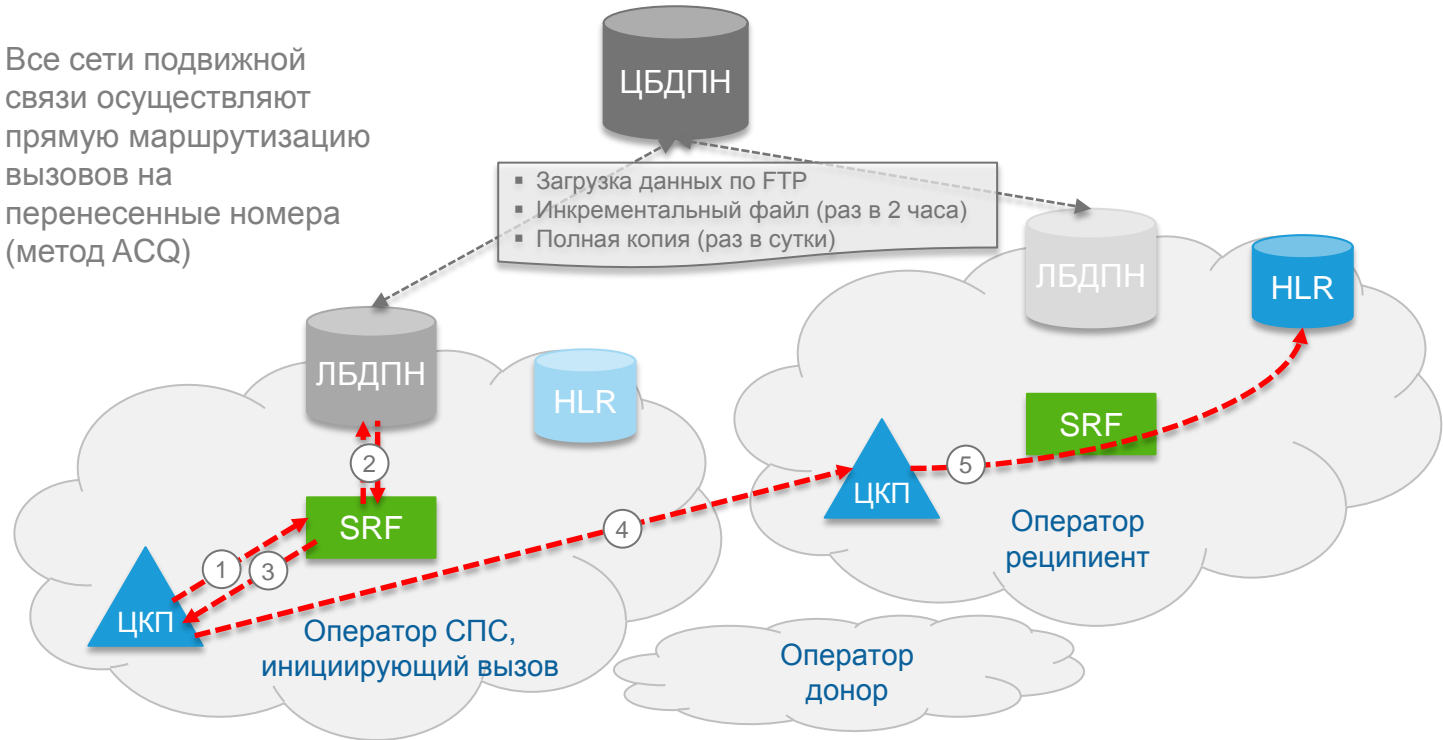 Все сети подвижной
связи осуществляют
прямую маршрутизацию
вызовов на
перенесенные номера
(метод ACQ)
ЦБДПН
▪ Загрузка данных по FTP
▪ Инкрементальный файл (раз в 2 часа)
▪ Полная копия (раз в сутки)
ЛБДПН
HLR
ЛБДПН
HLR
2
SRF
1
3
ЦКП
4
Оператор СПС,
инициирующий вызов
SRF
5
ЦКП
Оператор
реципиент
Оператор
донор